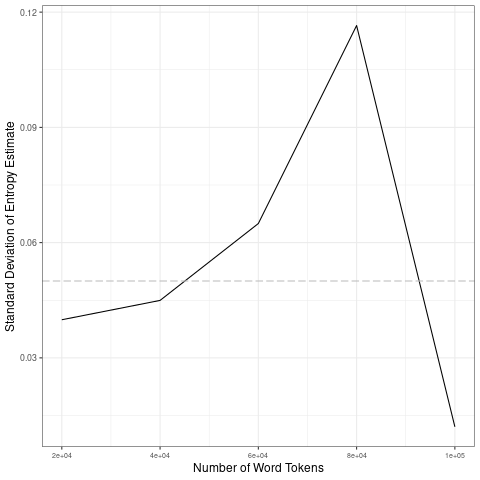 Standard Deviation of Entropy Estimate
0.12
0.09
0.06
0.03
2e+04 4e+04 6e+04 8e+04 1e+05
Number of Word Tokens